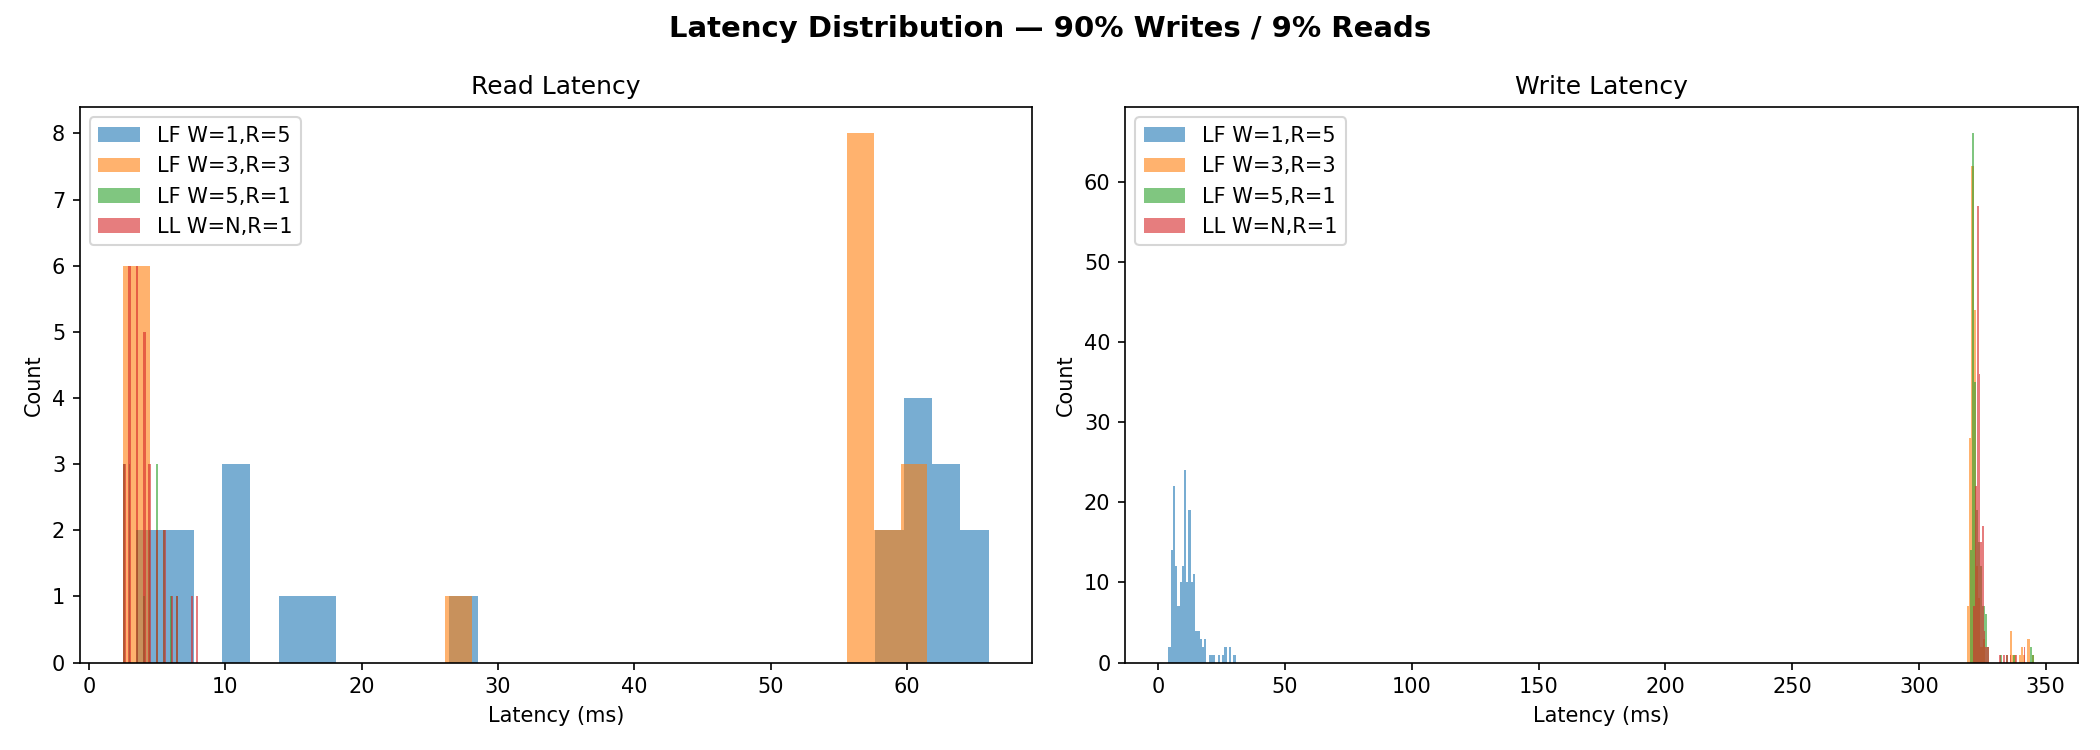 Latency Distribution — 90% Writes / 9% Reads
Read Latency
LF W=1,R=5
LF W=3,R=3
LF W=5,R=1
LL W=N,R=1
Count
8
7
6
5
4
3
2
1
0
0 10 20 30 40 50 60
Latency (ms)
Write Latency
LF W=1,R=5
LF W=3,R=3
LF W=5,R=1
LL W=N,R=1
Count
60
50
40
30
20
10
0
0 50 100 150 200 250 300 350
Latency (ms)